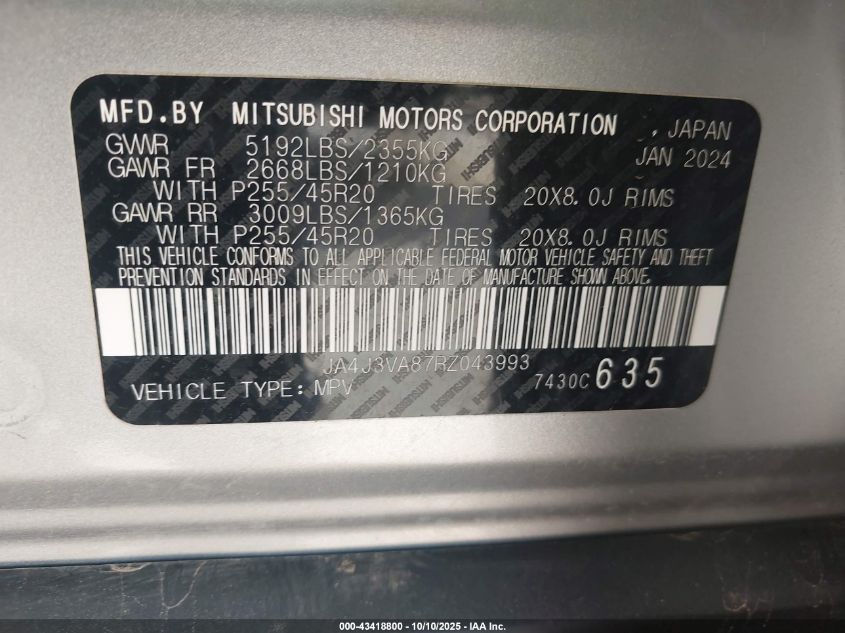 MFD.BY MITSUBISHI MOTORS CORPORATION , JAPAN
GVWR 5192LBS/2355KG JAN 2024
GAWR FR 2668LBS/1210KG
WITH P255/45R20 TIRES 20X8.0J RIMS
GAWR RR 3009LBS/1365KG
WITH P255/45R20 TIRES 20X8.0J RIMS
THIS VEHICLE CONFORMS TO ALL APPLICABLE FEDERAL MOTOR VEHICLE SAFETY AND THEFT
PREVENTION STANDARDS IN EFFECT ON THE DATE OF MANUFACTURE SHOWN ABOVE.
JA4J3VA87RZ043993
VEHICLE TYPE: MPV 7430C 635
000-43418800 - 10/10/2025 - IAA Inc.